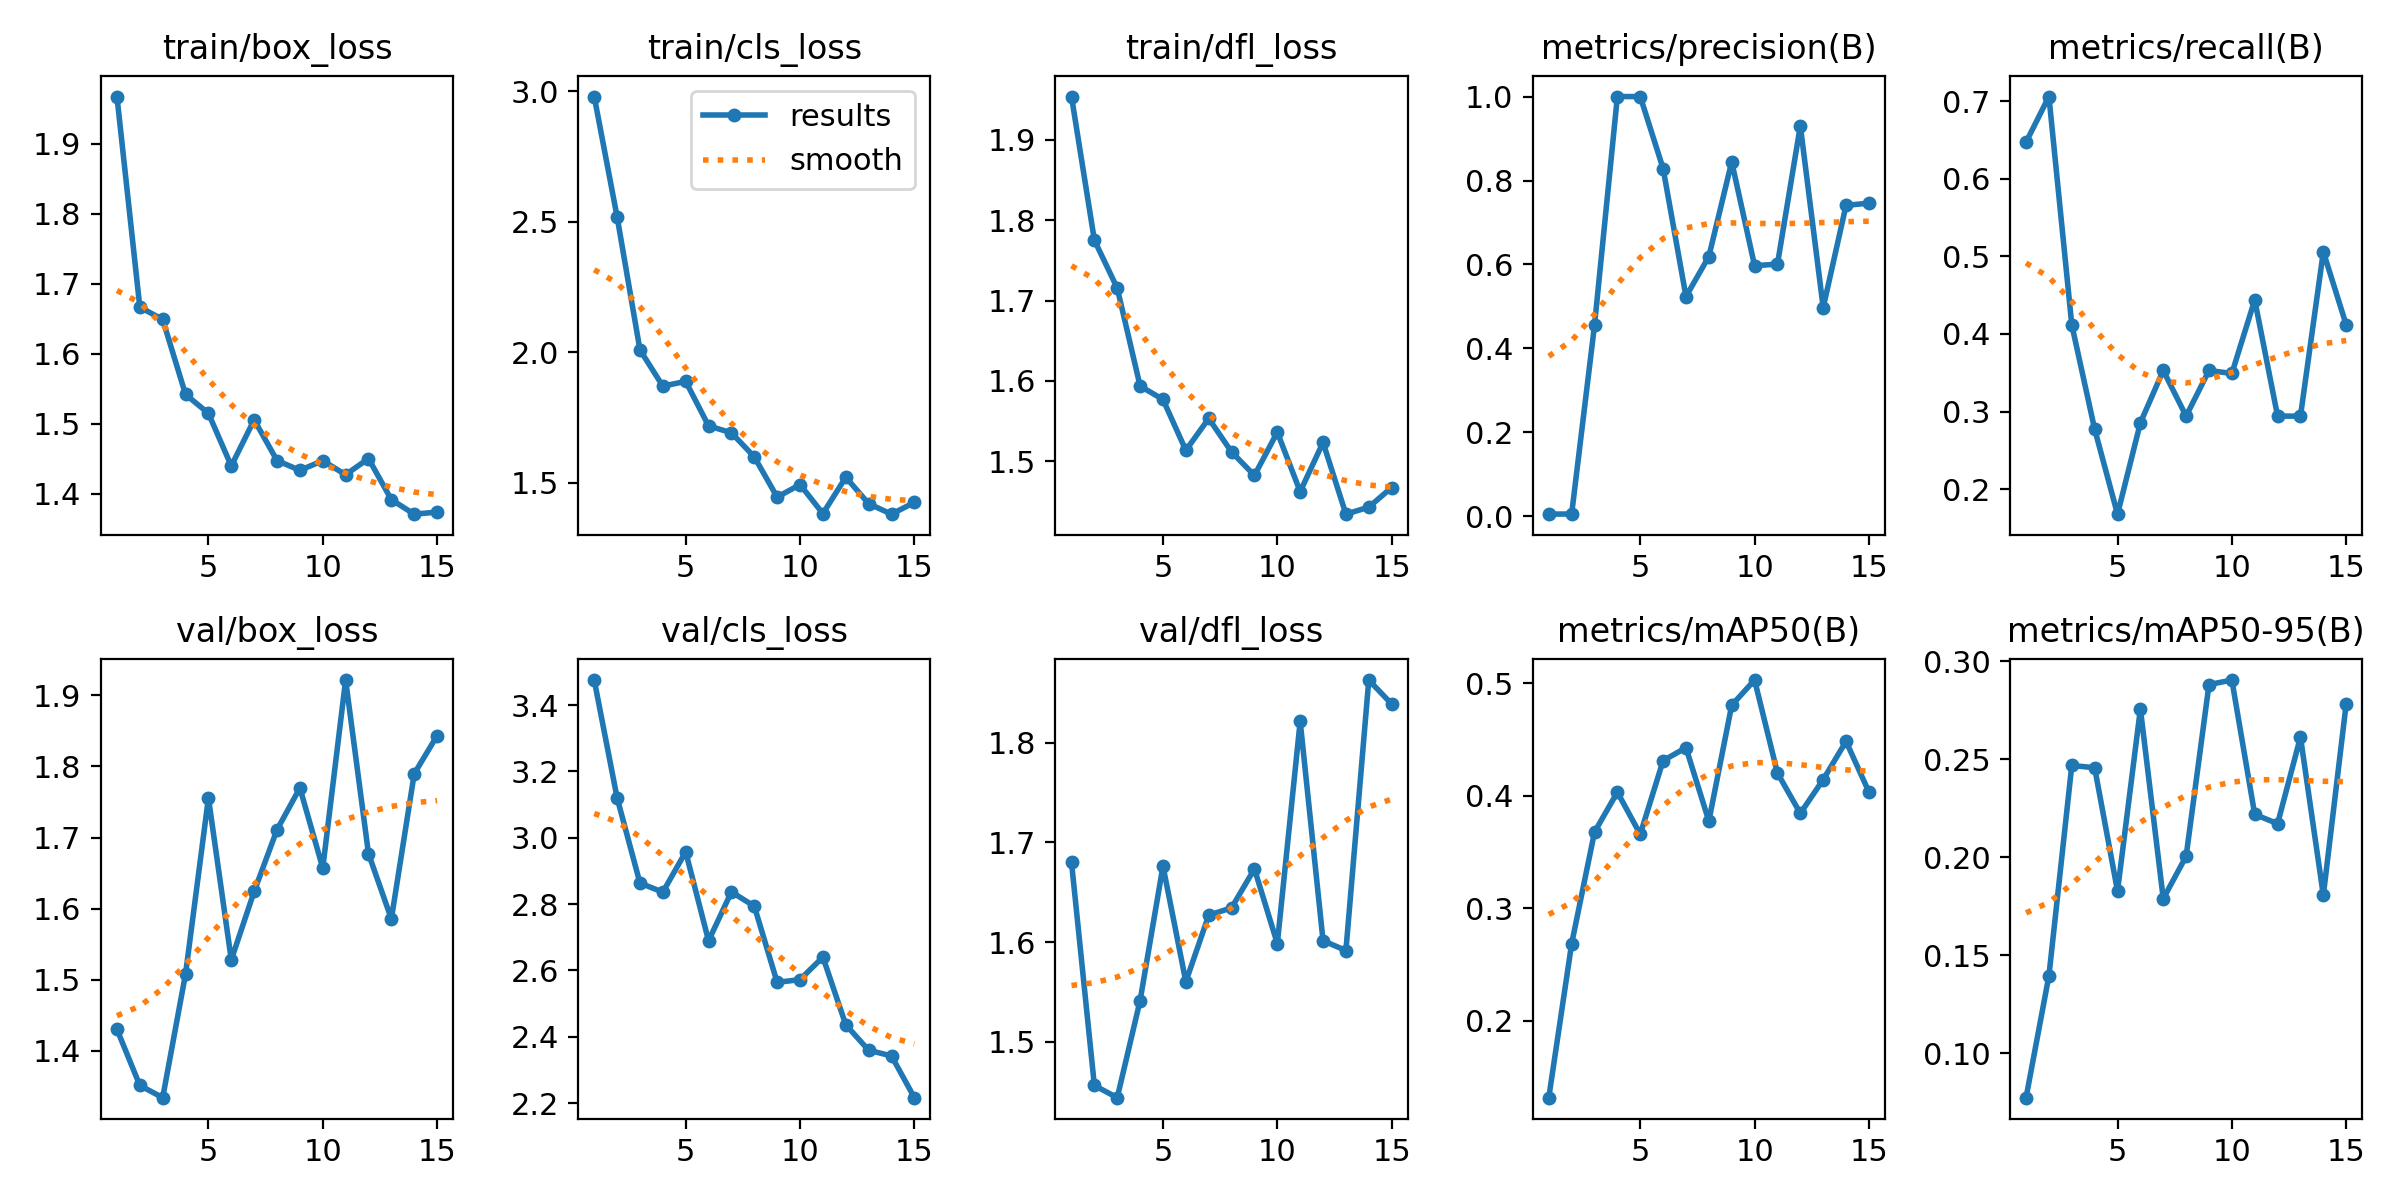 train/box_loss
1.9
1.8
1.7
1.6
1.5
1.4
5 10 15
train/cls_loss
results
smooth
3.0
2.5
2.0
1.5
5 10 15
train/dfl_loss
1.9
1.8
1.7
1.6
1.5
5 10 15
metrics/precision(B)
1.0
0.8
0.6
0.4
0.2
0.0
5 10 15
metrics/recall(B)
0.7
0.6
0.5
0.4
0.3
0.2
5 10 15
val/box_loss
1.9
1.8
1.7
1.6
1.5
1.4
5 10 15
val/cls_loss
3.4
3.2
3.0
2.8
2.6
2.4
2.2
5 10 15
val/dfl_loss
1.8
1.7
1.6
1.5
5 10 15
metrics/mAP50(B)
0.5
0.4
0.3
0.2
5 10 15
metrics/mAP50-95(B)
0.30
0.25
0.20
0.15
0.10
5 10 15